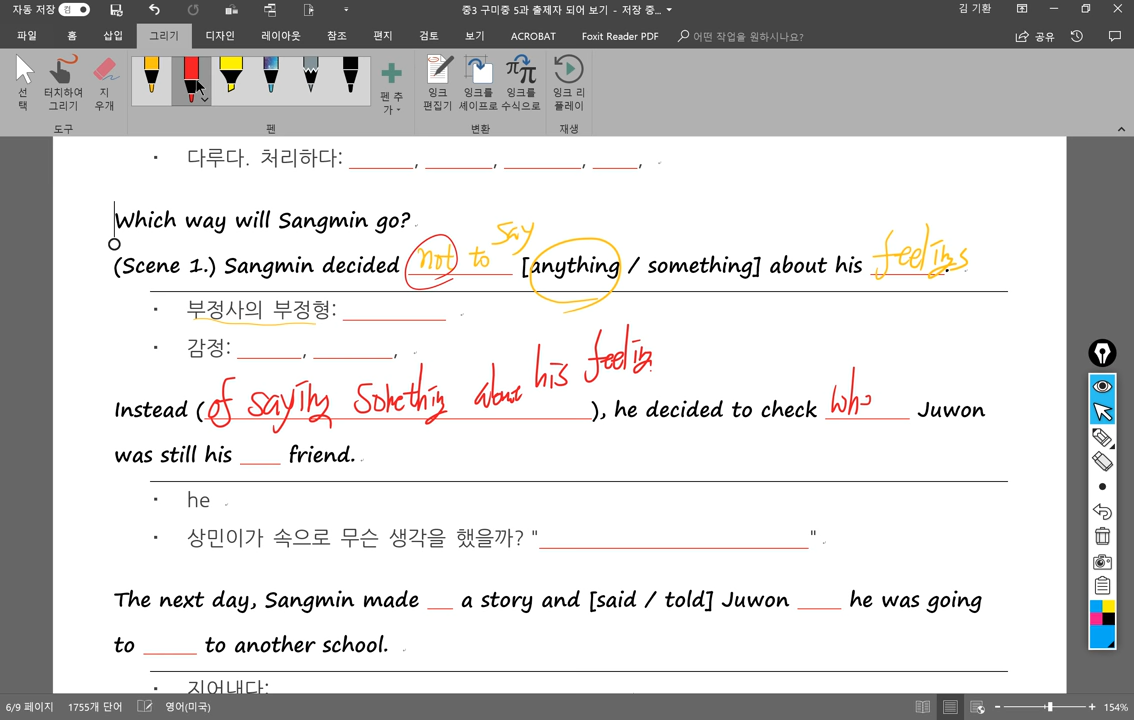 자동 저장 컴 중3 구미중 5과 출제자 되어 보기 - 저장 중... 김 기환
파일 홈 삽입 그리기 디자인 레이아웃 참조 편지 검토 보기 ACROBAT Foxit Reader PDF 어떤 작업을 원하시나요? 공유
선택 터치하여 그리기 지우개 펜 추가 잉크 편집기 잉크를 셰이프로 잉크를 수식으로 잉크 리플레이
도구 펜 변환 재생
· 다루다. 처리하다: ______, ______, ______, ____,
Which way will Sangmin go?
(Scene 1.) Sangmin decided not to say [anything / something] about his feelings.
· 부정사의 부정형: ______
· 감정: ______, ______,
Instead (of saying something about his feeling), he decided to check Juwon
was still his ____ friend.
· he
· 상민이가 속으로 무슨 생각을 했을까? "______"
The next day, Sangmin made __ a story and [said / told] Juwon ____ he was going
to ____ to another school.
· 지어내다:
6/9 페이지 1755개 단어 영어(미국) 154%